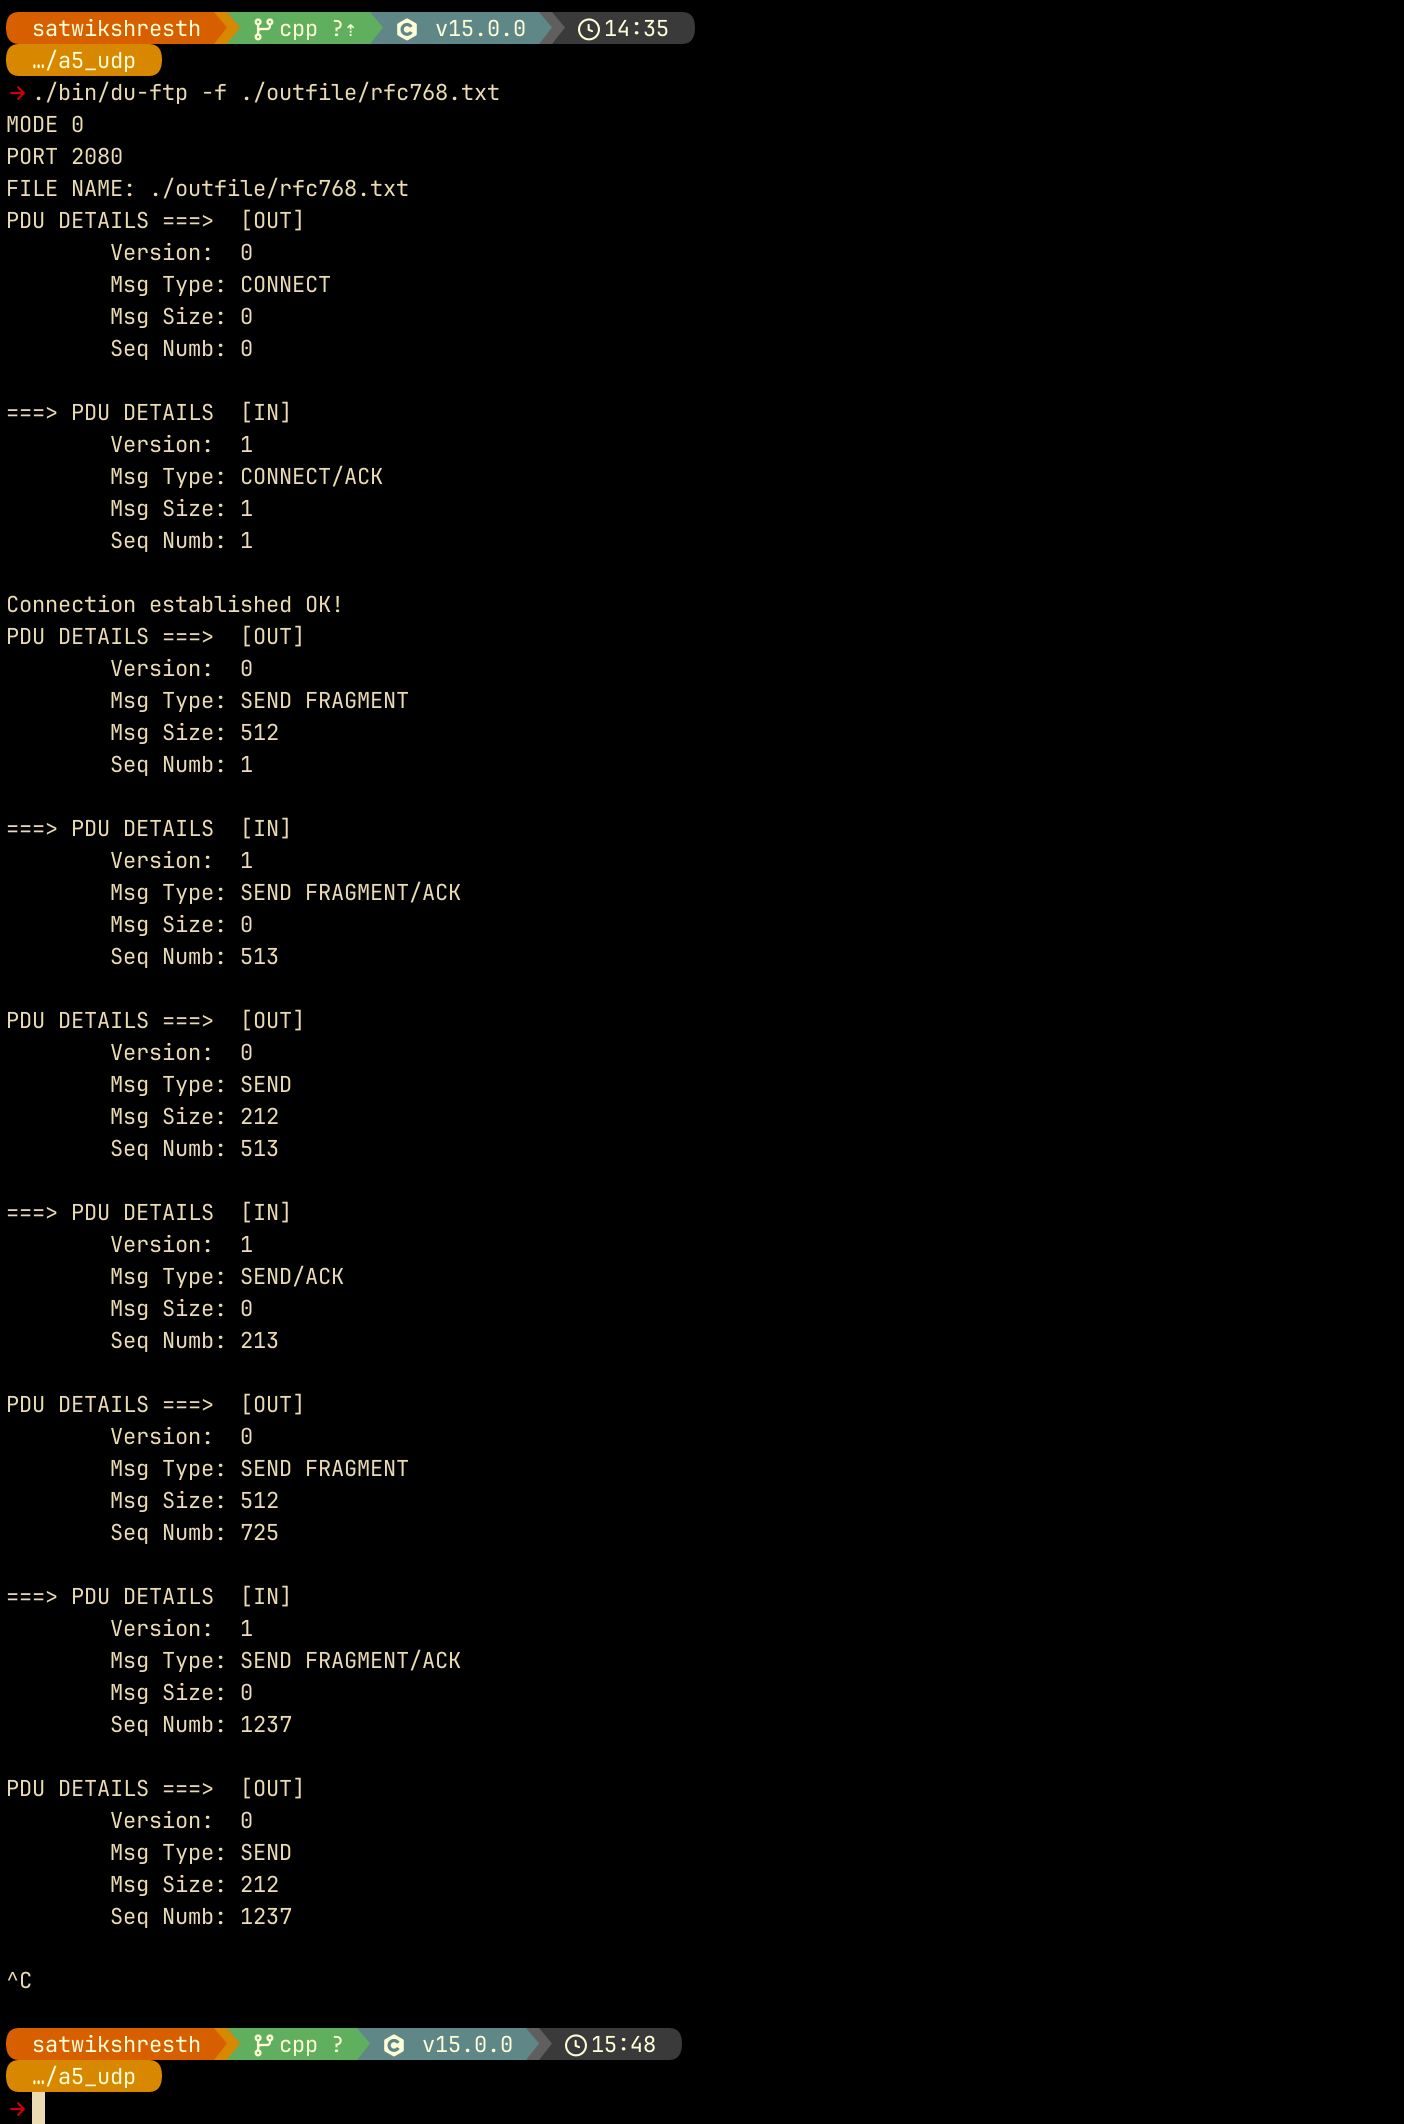 satwikshresth cpp ?⇡ C v15.0.0 14:35
…/a5_udp
→ ./bin/du-ftp -f ./outfile/rfc768.txt
MODE 0
PORT 2080
FILE NAME: ./outfile/rfc768.txt
PDU DETAILS ===>  [OUT]
        Version:  0
        Msg Type: CONNECT
        Msg Size: 0
        Seq Numb: 0

===> PDU DETAILS  [IN]
        Version:  1
        Msg Type: CONNECT/ACK
        Msg Size: 1
        Seq Numb: 1

Connection established OK!
PDU DETAILS ===>  [OUT]
        Version:  0
        Msg Type: SEND FRAGMENT
        Msg Size: 512
        Seq Numb: 1

===> PDU DETAILS  [IN]
        Version:  1
        Msg Type: SEND FRAGMENT/ACK
        Msg Size: 0
        Seq Numb: 513

PDU DETAILS ===>  [OUT]
        Version:  0
        Msg Type: SEND
        Msg Size: 212
        Seq Numb: 513

===> PDU DETAILS  [IN]
        Version:  1
        Msg Type: SEND/ACK
        Msg Size: 0
        Seq Numb: 213

PDU DETAILS ===>  [OUT]
        Version:  0
        Msg Type: SEND FRAGMENT
        Msg Size: 512
        Seq Numb: 725

===> PDU DETAILS  [IN]
        Version:  1
        Msg Type: SEND FRAGMENT/ACK
        Msg Size: 0
        Seq Numb: 1237

PDU DETAILS ===>  [OUT]
        Version:  0
        Msg Type: SEND
        Msg Size: 212
        Seq Numb: 1237

^C

satwikshresth cpp ? C v15.0.0 15:48
…/a5_udp
→